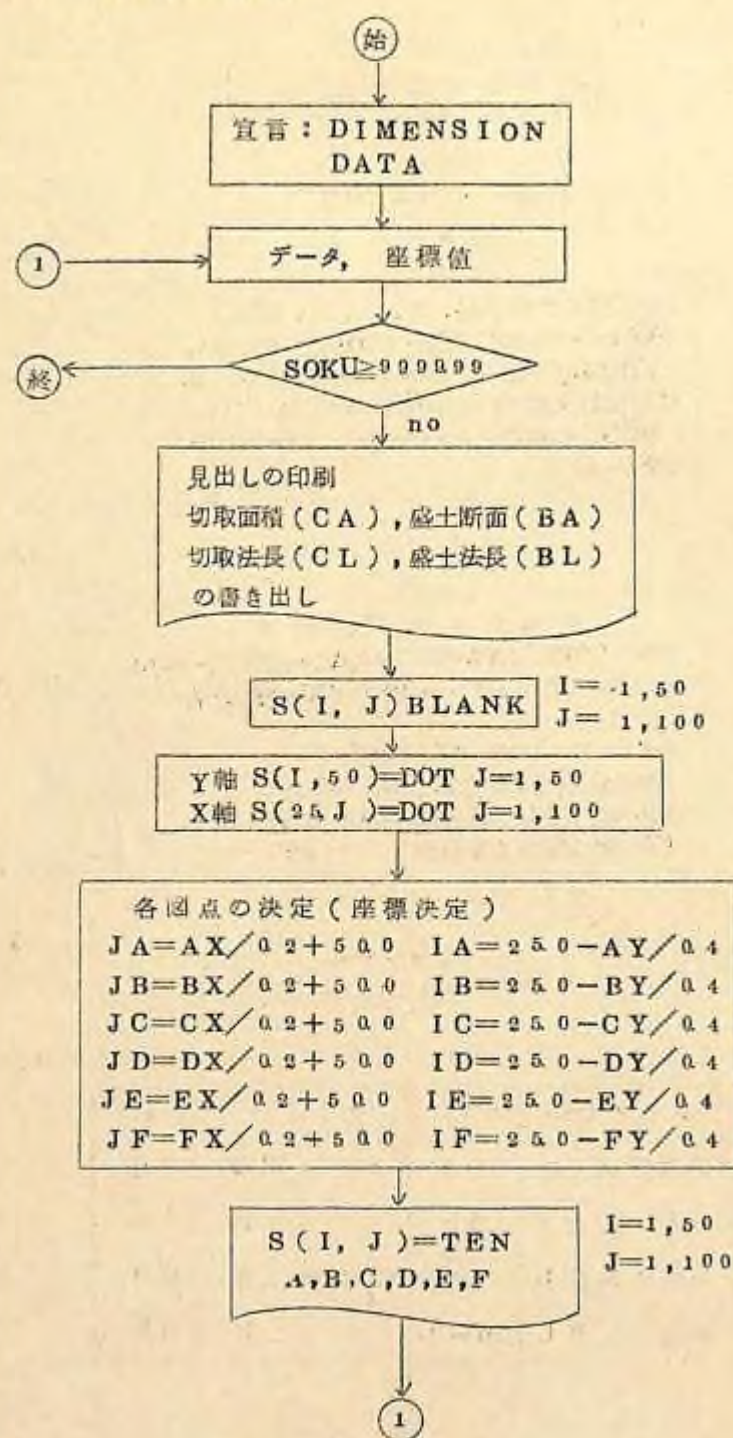 始
宣言：DIMENSION
DATA
1
データ， 座標値
終
SOKU≧9999.99
no
見出しの印刷
切取面積（CA），盛土断面（BA）
切取法長（CL），盛土法長（BL）
の書き出し
S(I, J)BLANK
I=1,50
J= 1,100
Y軸 S(I,50)=DOT J=1,50
X軸 S(25,J)=DOT J=1,100
各図点の決定（座標決定）
JA=AX/0.2+50.0 IA=25.0-AY/0.4
JB=BX/0.2+50.0 IB=25.0-BY/0.4
JC=CX/0.2+50.0 IC=25.0-CY/0.4
JD=DX/0.2+50.0 ID=25.0-DY/0.4
JE=EX/0.2+50.0 IE=25.0-EY/0.4
JF=FX/0.2+50.0 IF=25.0-FY/0.4
S(I, J)=TEN
A,B,C,D,E,F
I=1,50
J=1,100
1